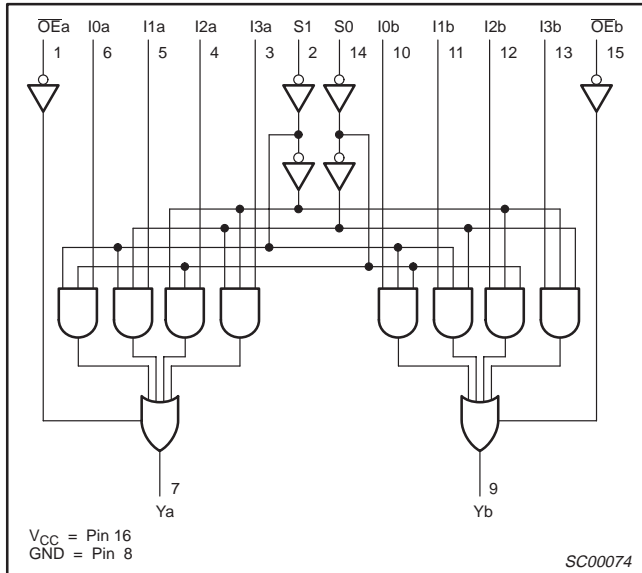 OEa I0a I1a I2a I3a S1 S0 I0b I1b I2b I3b OEb
1 6 5 4 3 2 14 10 11 12 13 15
7 9
Ya Yb
VCC = Pin 16
GND = Pin 8
SC00074